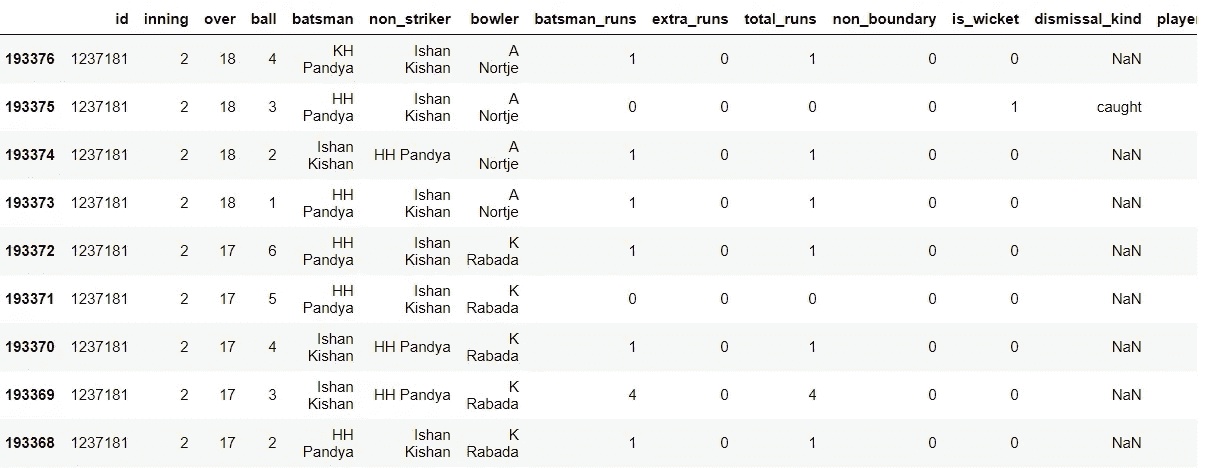 id inning over ball batsman non_striker bowler batsman_runs extra_runs total_runs non_boundary is_wicket dismissal_kind player
193376 1237181 2 18 4 KH Pandya Ishan Kishan A Nortje 1 0 1 0 0 NaN
193375 1237181 2 18 3 HH Pandya Ishan Kishan A Nortje 0 0 0 0 1 caught
193374 1237181 2 18 2 Ishan Kishan HH Pandya A Nortje 1 0 1 0 0 NaN
193373 1237181 2 18 1 HH Pandya Ishan Kishan A Nortje 1 0 1 0 0 NaN
193372 1237181 2 17 6 HH Pandya Ishan Kishan K Rabada 1 0 1 0 0 NaN
193371 1237181 2 17 5 HH Pandya Ishan Kishan K Rabada 0 0 0 0 0 NaN
193370 1237181 2 17 4 Ishan Kishan HH Pandya K Rabada 1 0 1 0 0 NaN
193369 1237181 2 17 3 Ishan Kishan HH Pandya K Rabada 4 0 4 0 0 NaN
193368 1237181 2 17 2 HH Pandya Ishan Kishan K Rabada 1 0 1 0 0 NaN